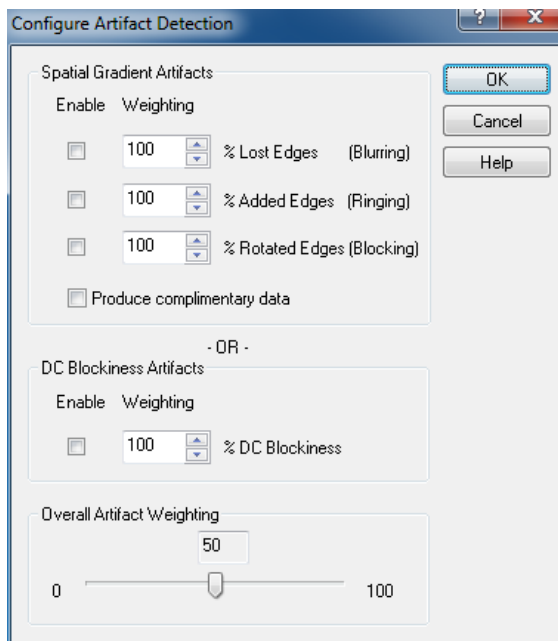 Configure Artifact Detection
? X
Spatial Gradient Artifacts
OK
Enable Weighting
Cancel
100 % Lost Edges (Blurring)
Help
100 % Added Edges (Ringing)
100 % Rotated Edges (Blocking)
Produce complimentary data
- OR -
DC Blockiness Artifacts
Enable Weighting
100 % DC Blockiness
Overall Artifact Weighting
50
0 100